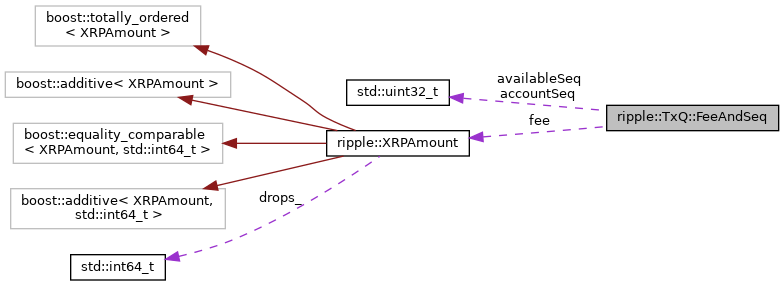 boost::totally_ordered
< XRPAmount >
boost::additive< XRPAmount >
boost::equality_comparable
< XRPAmount, std::int64_t >
boost::additive< XRPAmount,
std::int64_t >
std::int64_t
drops_
std::uint32_t
ripple::XRPAmount
availableSeq
accountSeq
fee
ripple::TxQ::FeeAndSeq